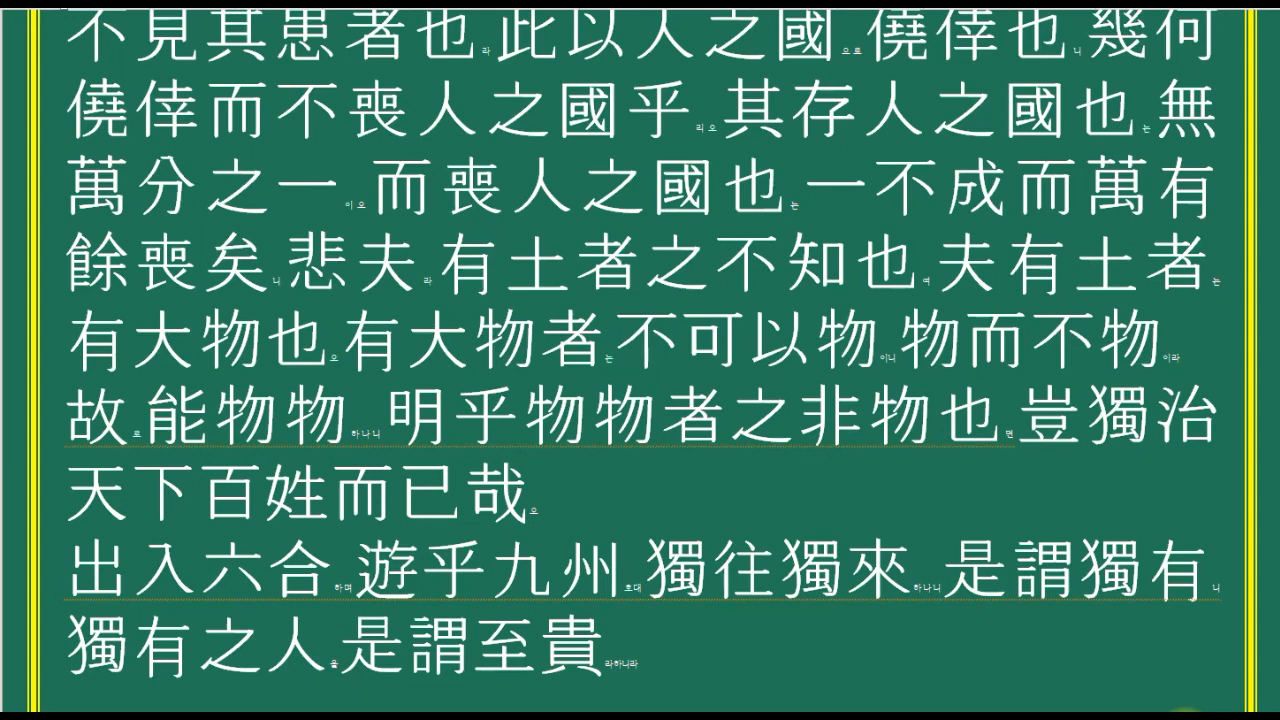 不見其患者也라 此以人之國으로 僥倖也니 幾何
僥倖而不喪人之國乎리오 其存人之國也는 無
萬分之一이오 而喪人之國也는 一不成而萬有
餘喪矣니 悲夫라 有土者之不知也여 夫有土者는
有大物也오 有大物者는 不可以物이니 物而不物이라
故로 能物物하나니 明乎物物者之非物也면 豈獨治
天下百姓而已哉오
出入六合하며 遊乎九州호대 獨往獨來하나니 是謂獨有니
獨有之人을 是謂至貴라하니라